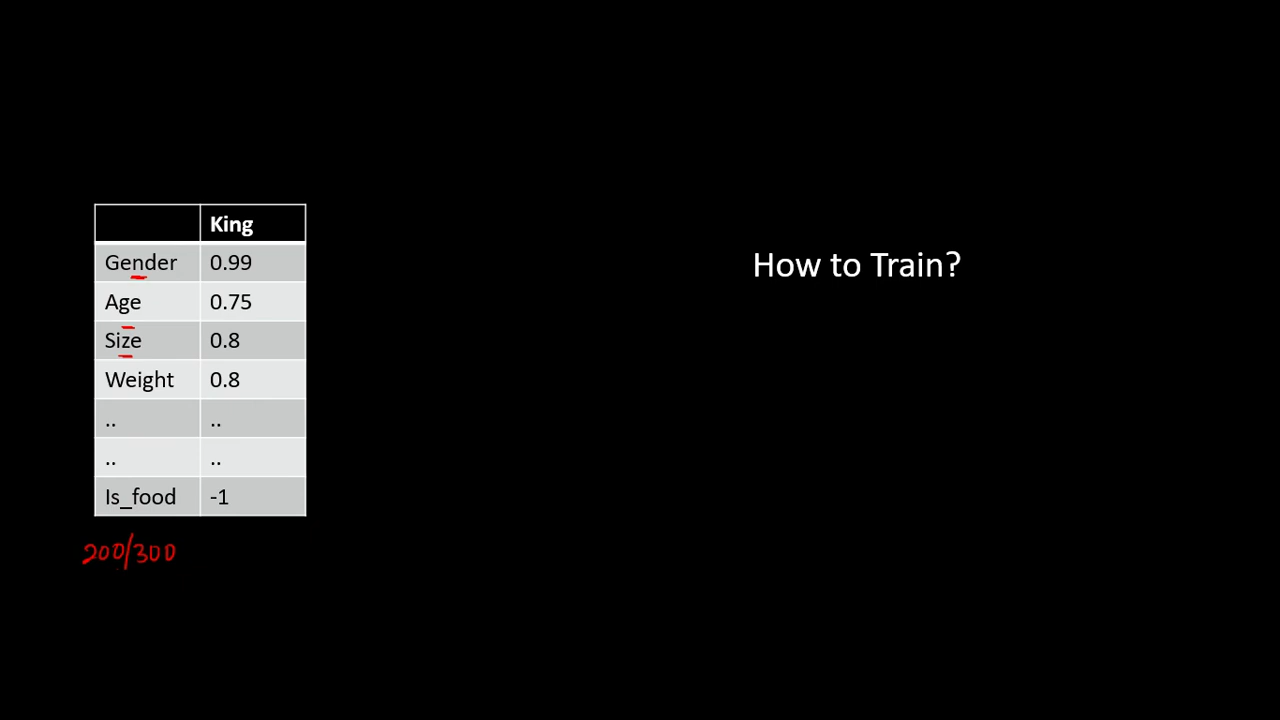 King
Gender 0.99
Age 0.75
Size 0.8
Weight 0.8
.. ..
.. ..
Is_food -1
200/300
How to Train?